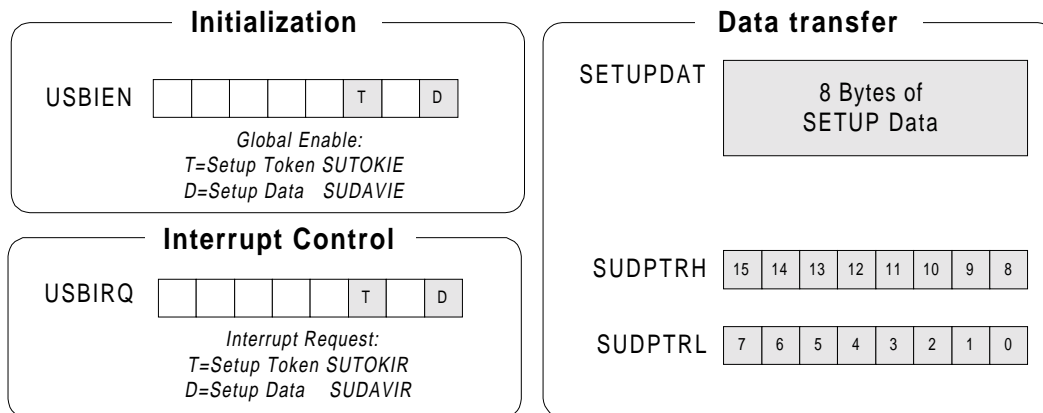 Initialization
USBIEN T D
Global Enable:
T=Setup Token SUTOKIE
D=Setup Data SUDAVIE
Interrupt Control
USBIRQ T D
Interrupt Request:
T=Setup Token SUTOKIR
D=Setup Data SUDAVIR
Data transfer
SETUPDAT
8 Bytes of
SETUP Data
SUDPTRH 15 14 13 12 11 10 9 8
SUDPTRL 7 6 5 4 3 2 1 0